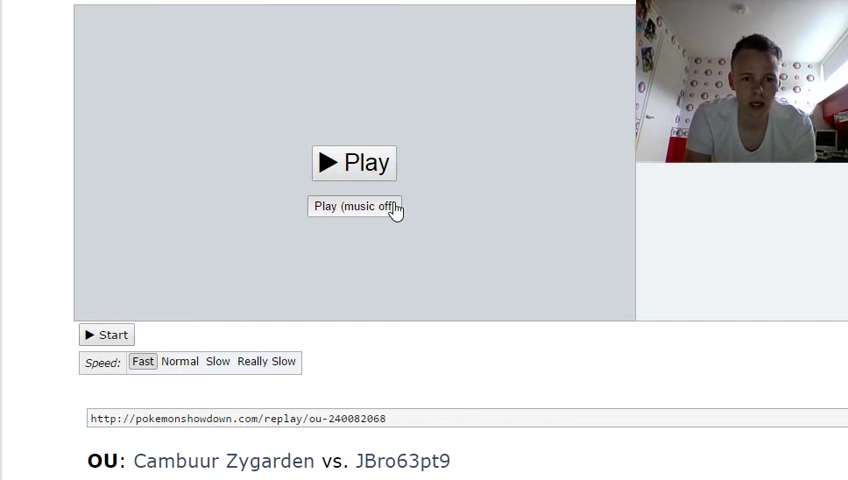 ▶ Play
Play (music off)
▶ Start
Speed: Fast Normal Slow Really Slow
http://pokemonshowdown.com/replay/ou-240082068
OU: Cambuur Zygarden vs. JBro63pt9